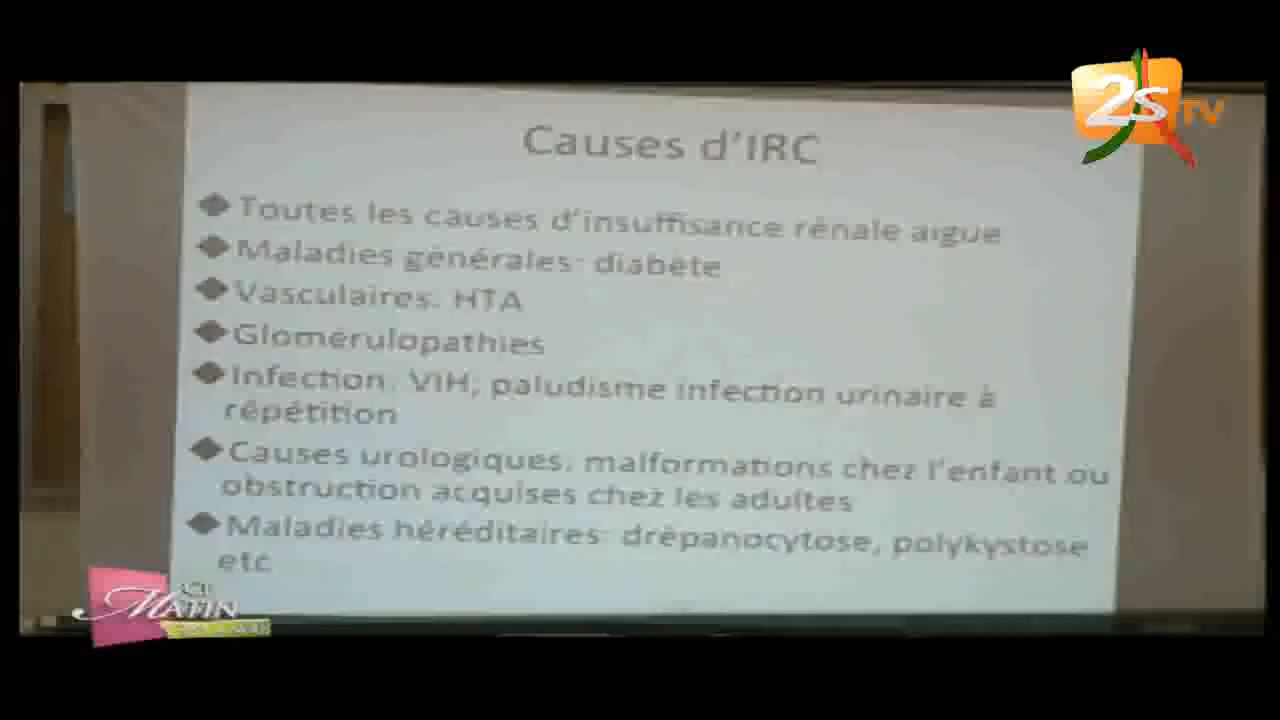 2s TV
Causes d'IRC
Toutes les causes d'insuffisance rénale aigue
Maladies générales: diabète
Vasculaires: HTA
Glomérulopathies
Infection: VIH; paludisme infection urinaire à
répétition
Causes urologiques: malformations chez l'enfant ou
obstruction acquises chez les adultes
Maladies héréditaires: drépanocytose, polykystose
etc
Matin